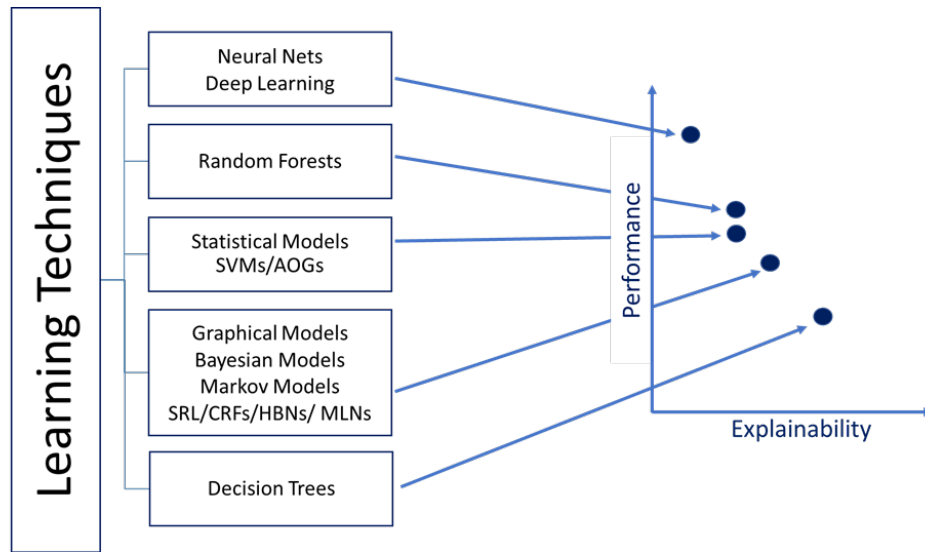 Learning Techniques
Neural Nets
Deep Learning
Random Forests
Statistical Models
SVMs/AOGs
Graphical Models
Bayesian Models
Markov Models
SRL/CRFs/HBNs/ MLNs
Decision Trees
Performance
Explainability